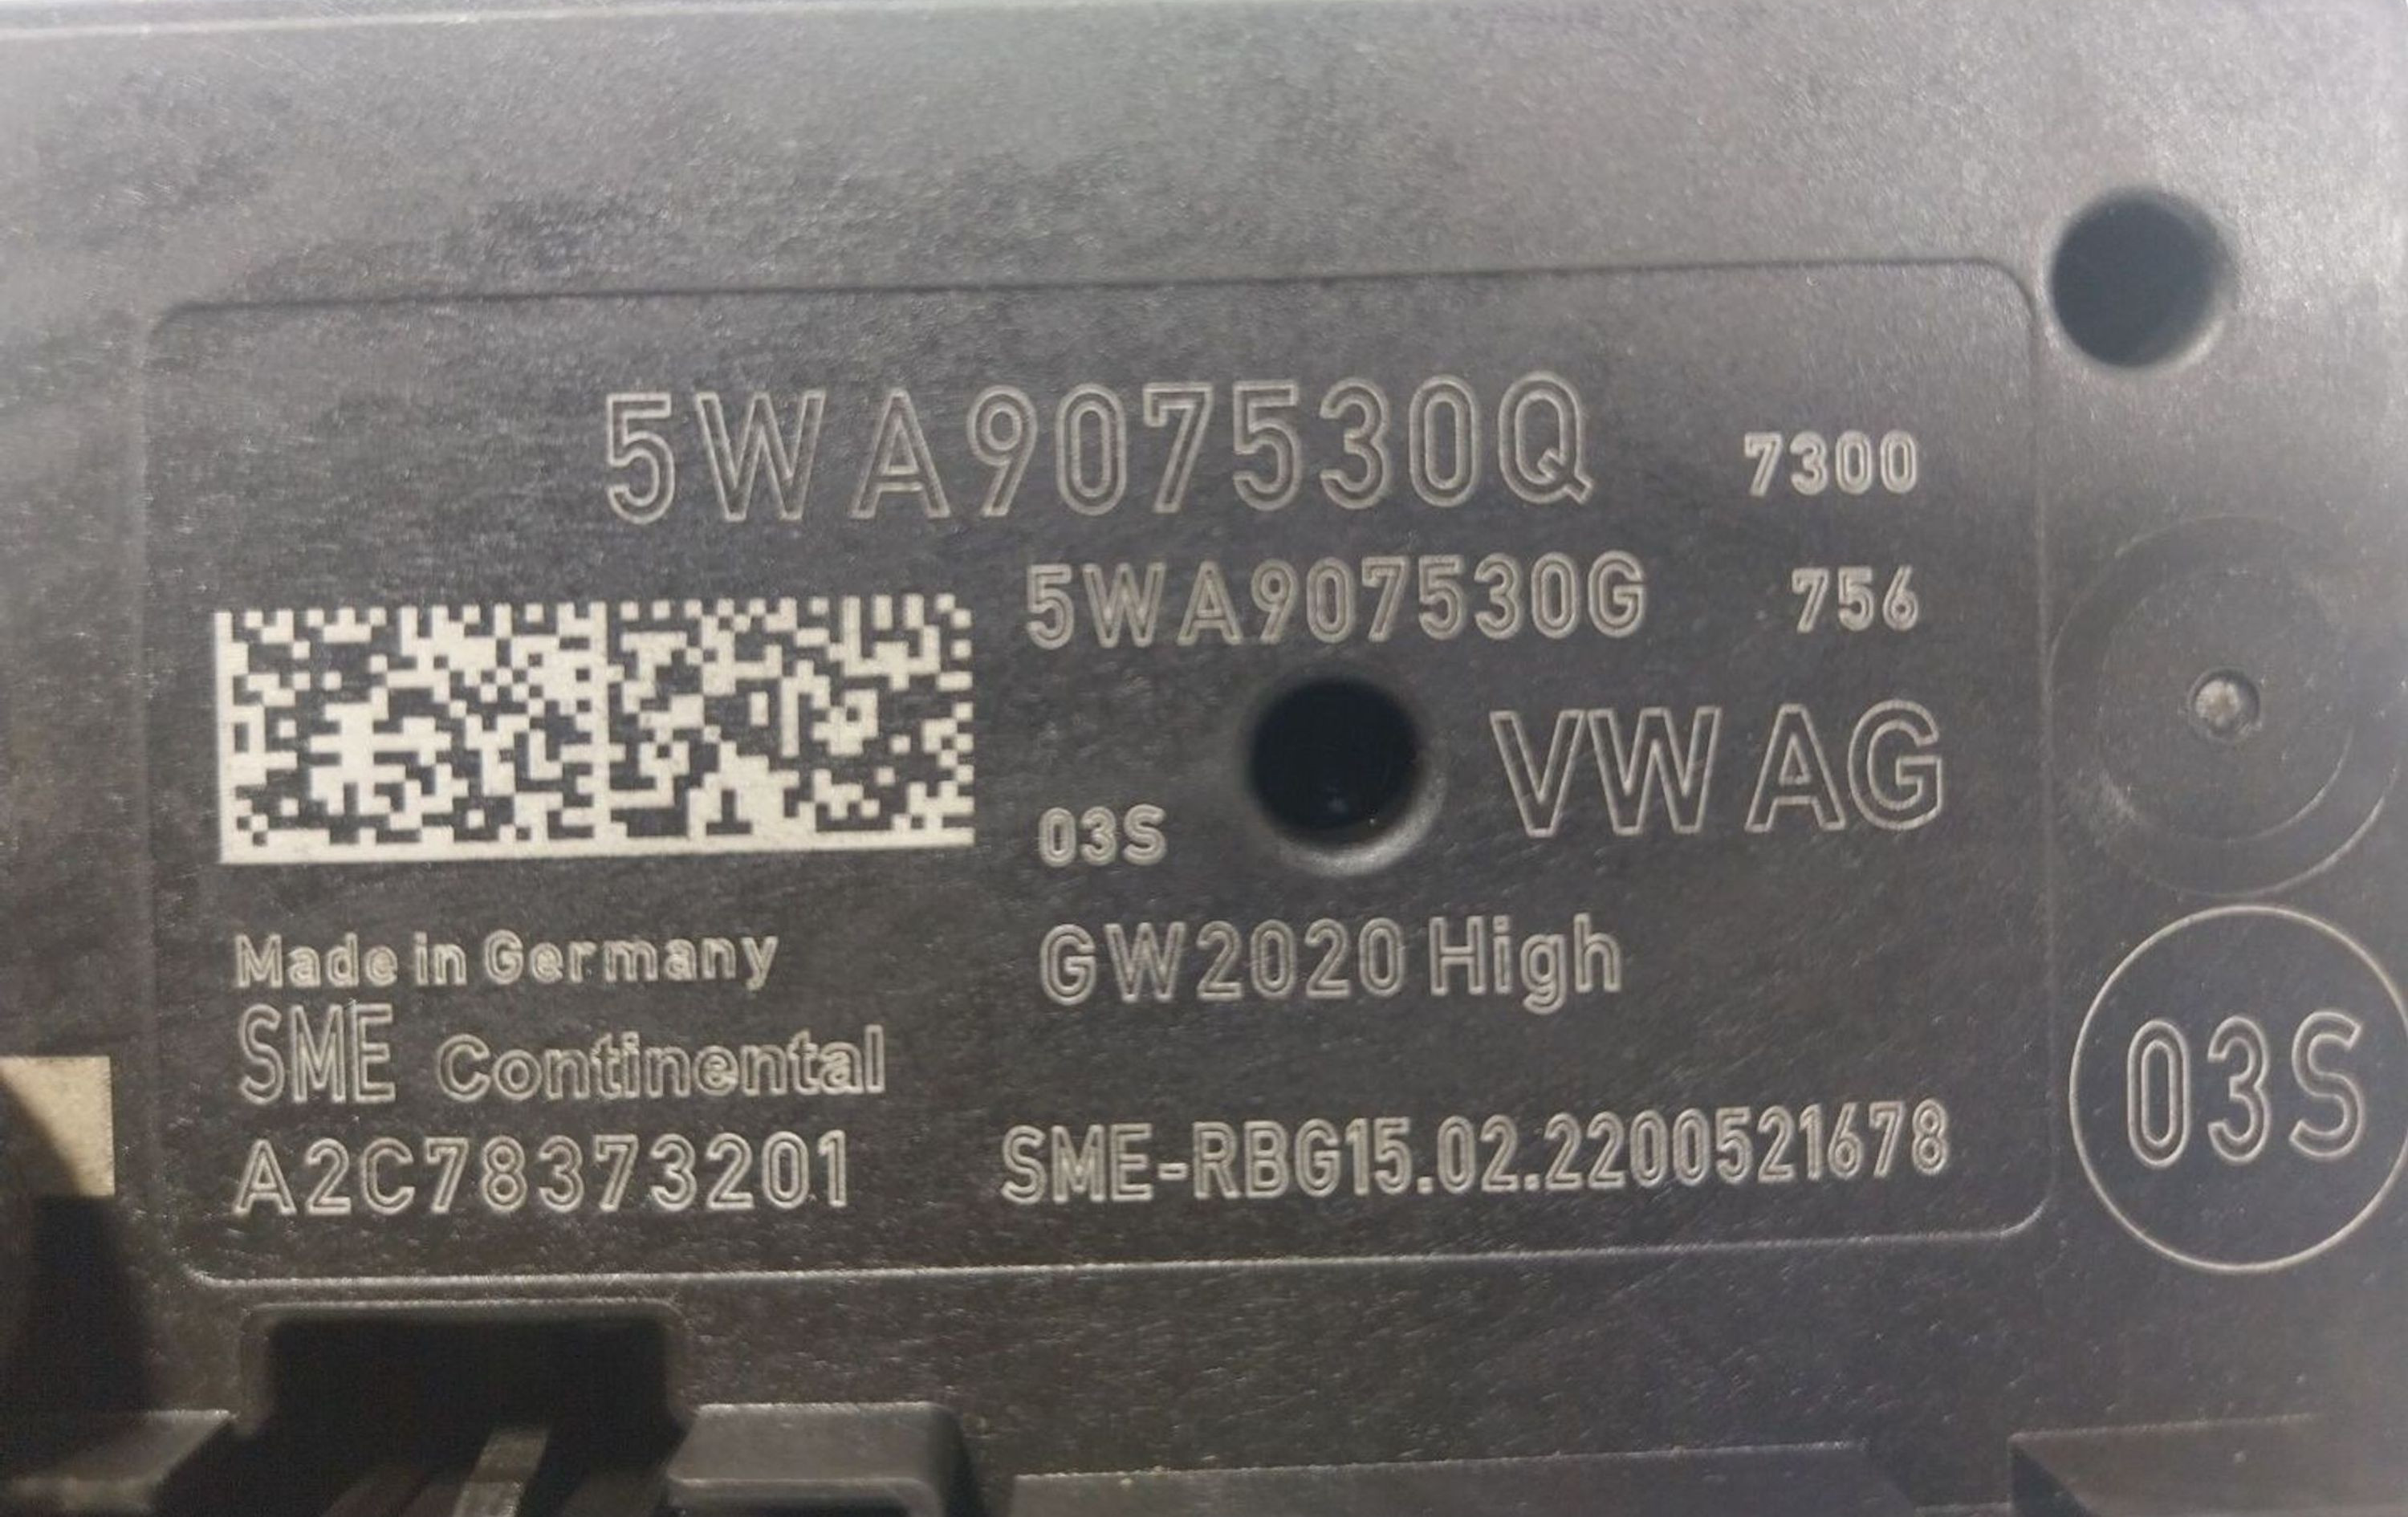 5WA907530Q 7300
5WA907530G 756
VW AG
03S
GW2020 High
Made in Germany
SME Continental
A2C78373201
SME-RBG15.02.2200521678
03S